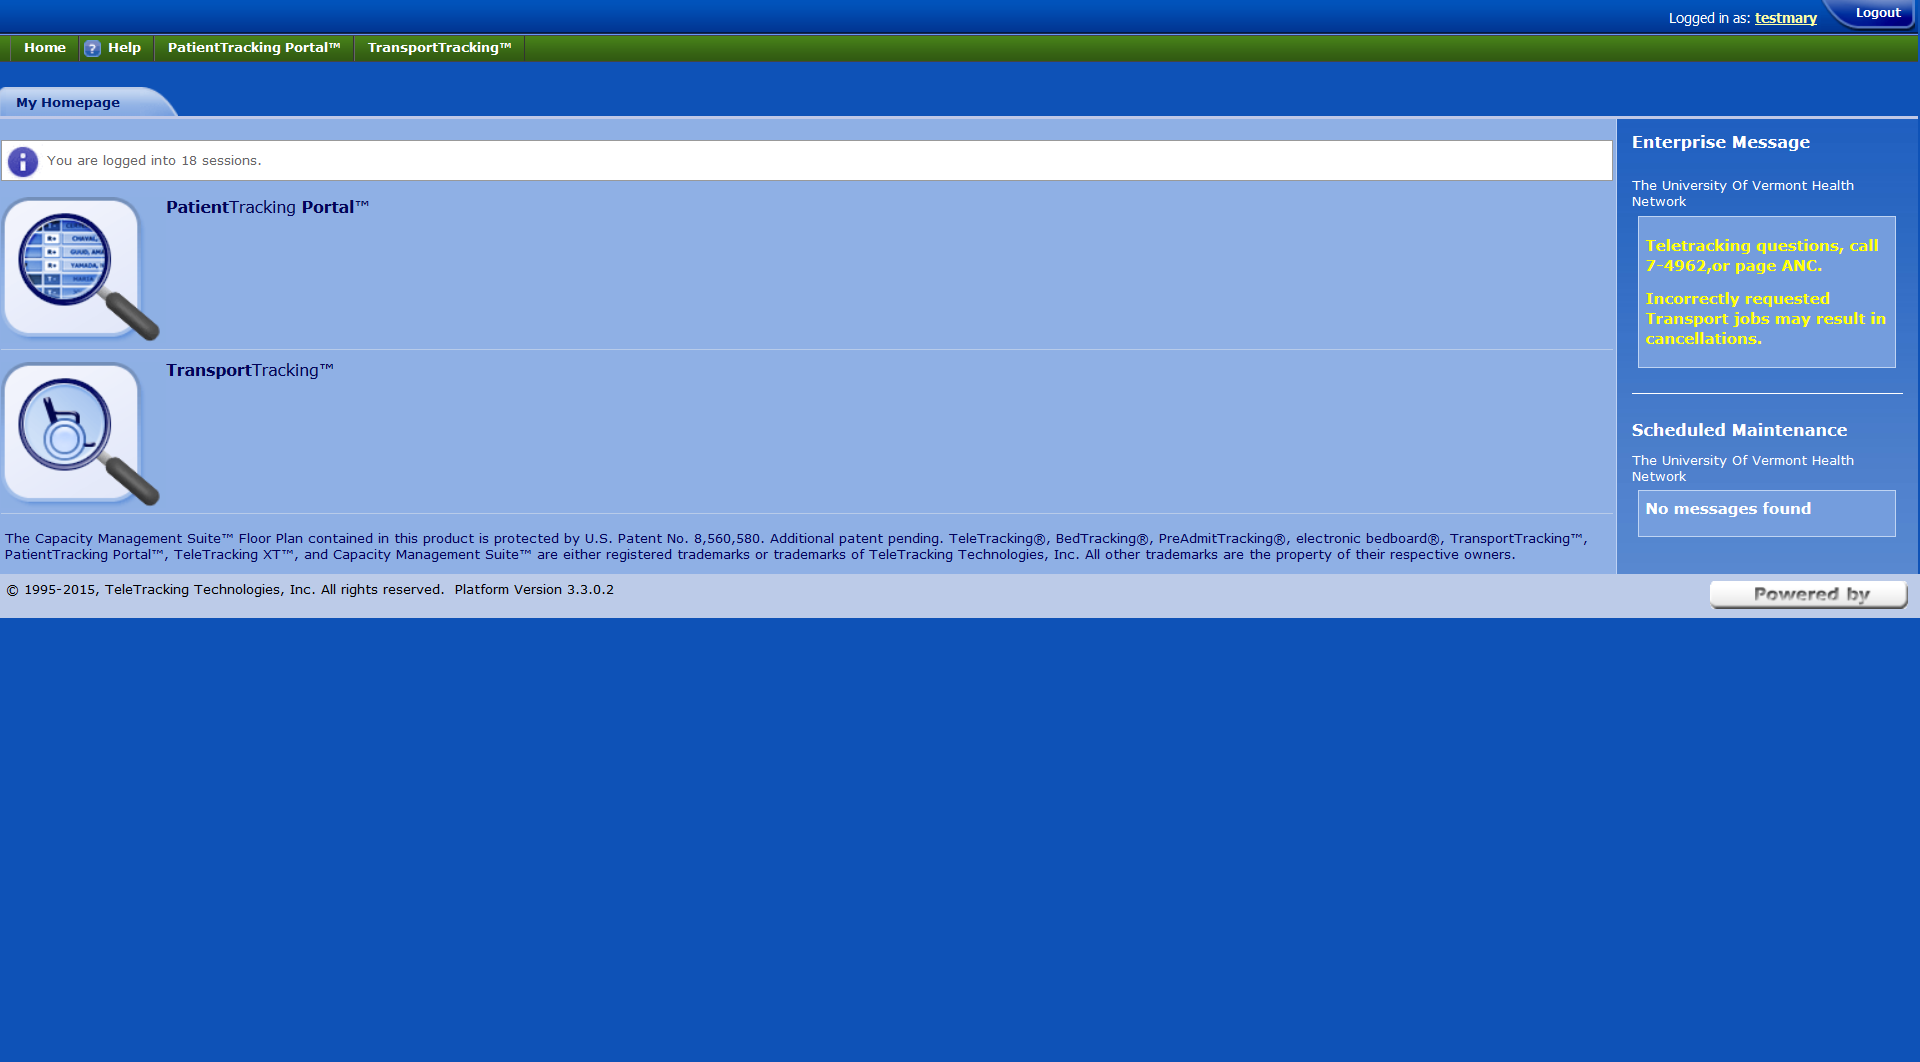 Logged in as: testmary
Logout
Home
? Help
PatientTracking Portal™
TransportTracking™
My Homepage
You are logged into 18 sessions.
PatientTracking Portal™
TransportTracking™
The Capacity Management Suite™ Floor Plan contained in this product is protected by U.S. Patent No. 8,560,580. Additional patent pending. TeleTracking®, BedTracking®, PreAdmitTracking®, electronic bedboard®, TransportTracking™,
PatientTracking Portal™, TeleTracking XT™, and Capacity Management Suite™ are either registered trademarks or trademarks of TeleTracking Technologies, Inc. All other trademarks are the property of their respective owners.
Enterprise Message
The University Of Vermont Health
Network
Teletracking questions, call
7-4962,or page ANC.
Incorrectly requested
Transport jobs may result in
cancellations.
Scheduled Maintenance
The University Of Vermont Health
Network
No messages found
© 1995-2015, TeleTracking Technologies, Inc. All rights reserved.  Platform Version 3.3.0.2
Powered by